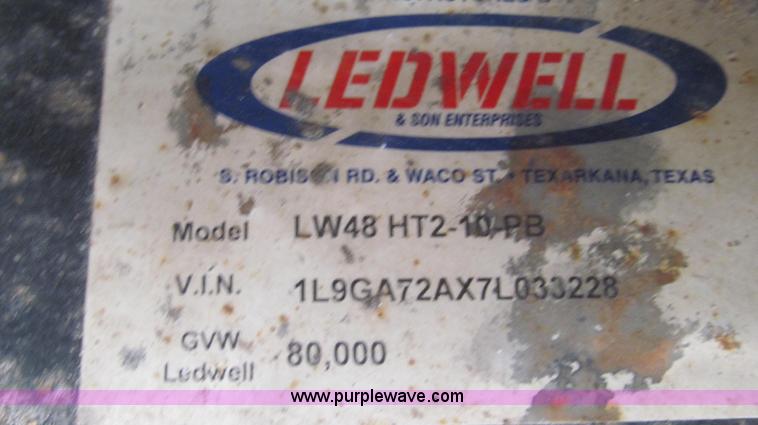 LEDWELL
& SON ENTERPRISES
S. ROBISON RD. & WACO ST. • TEXARKANA, TEXAS
Model LW48 HT2-10-PB
V.I.N. 1L9GA72AX7L033228
GVW 80,000
Ledwell
www.purplewave.com